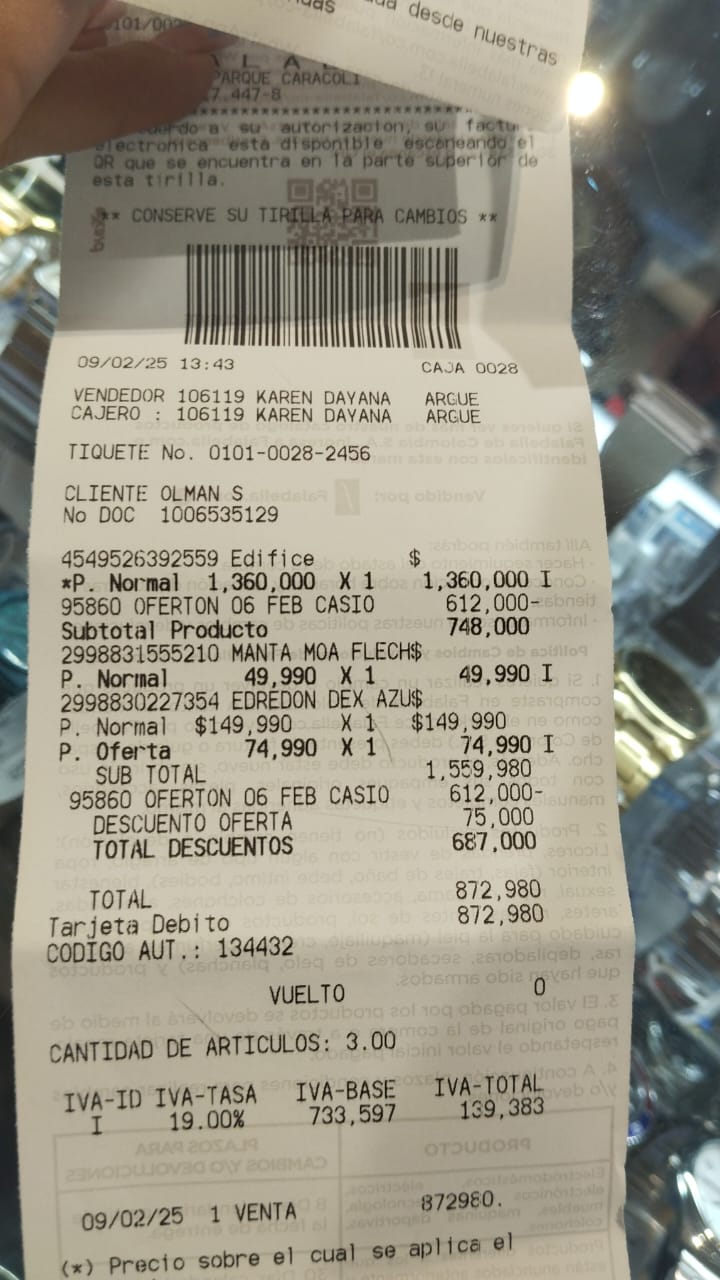 desde nuestras
PARQUE CARACOLI
7.447-8
a su autorizacion, su
electronica esta disponible escaneando el
QR que se encuentra en la parte superior de
esta tirilla.
** CONSERVE SU TIRILLA PARA CAMBIOS **
09/02/25 13:43 CAJA 0028
VENDEDOR 106119 KAREN DAYANA ARGUE
CAJERO : 106119 KAREN DAYANA ARGUE
TIQUETE No. 0101-0028-2456
CLIENTE OLMAN S
No DOC 1006535129
4549526392559 Edifice $
*P. Normal 1,360,000 X 1 1,360,000 I
95860 OFERTON 06 FEB CASIO 612,000-
Subtotal Producto 748,000
2998831555210 MANTA MOA FLECH$
P. Normal 49,990 X 1 49,990 I
2998830227354 EDREDON DEX AZU$
P. Normal $149,990 X 1 $149,990
P. Oferta 74,990 X 1 74,990 I
SUB TOTAL 1,559,980
95860 OFERTON 06 FEB CASIO 612,000-
DESCUENTO OFERTA 75,000
TOTAL DESCUENTOS 687,000
TOTAL 872,980
Tarjeta Debito 872,980
CODIGO AUT.: 134432
VUELTO 0
CANTIDAD DE ARTICULOS: 3.00
IVA-ID IVA-TASA IVA-BASE IVA-TOTAL
I 19.00% 733,597 139,383
09/02/25 1 VENTA 872980.
(*) Precio sobre el cual se aplica el